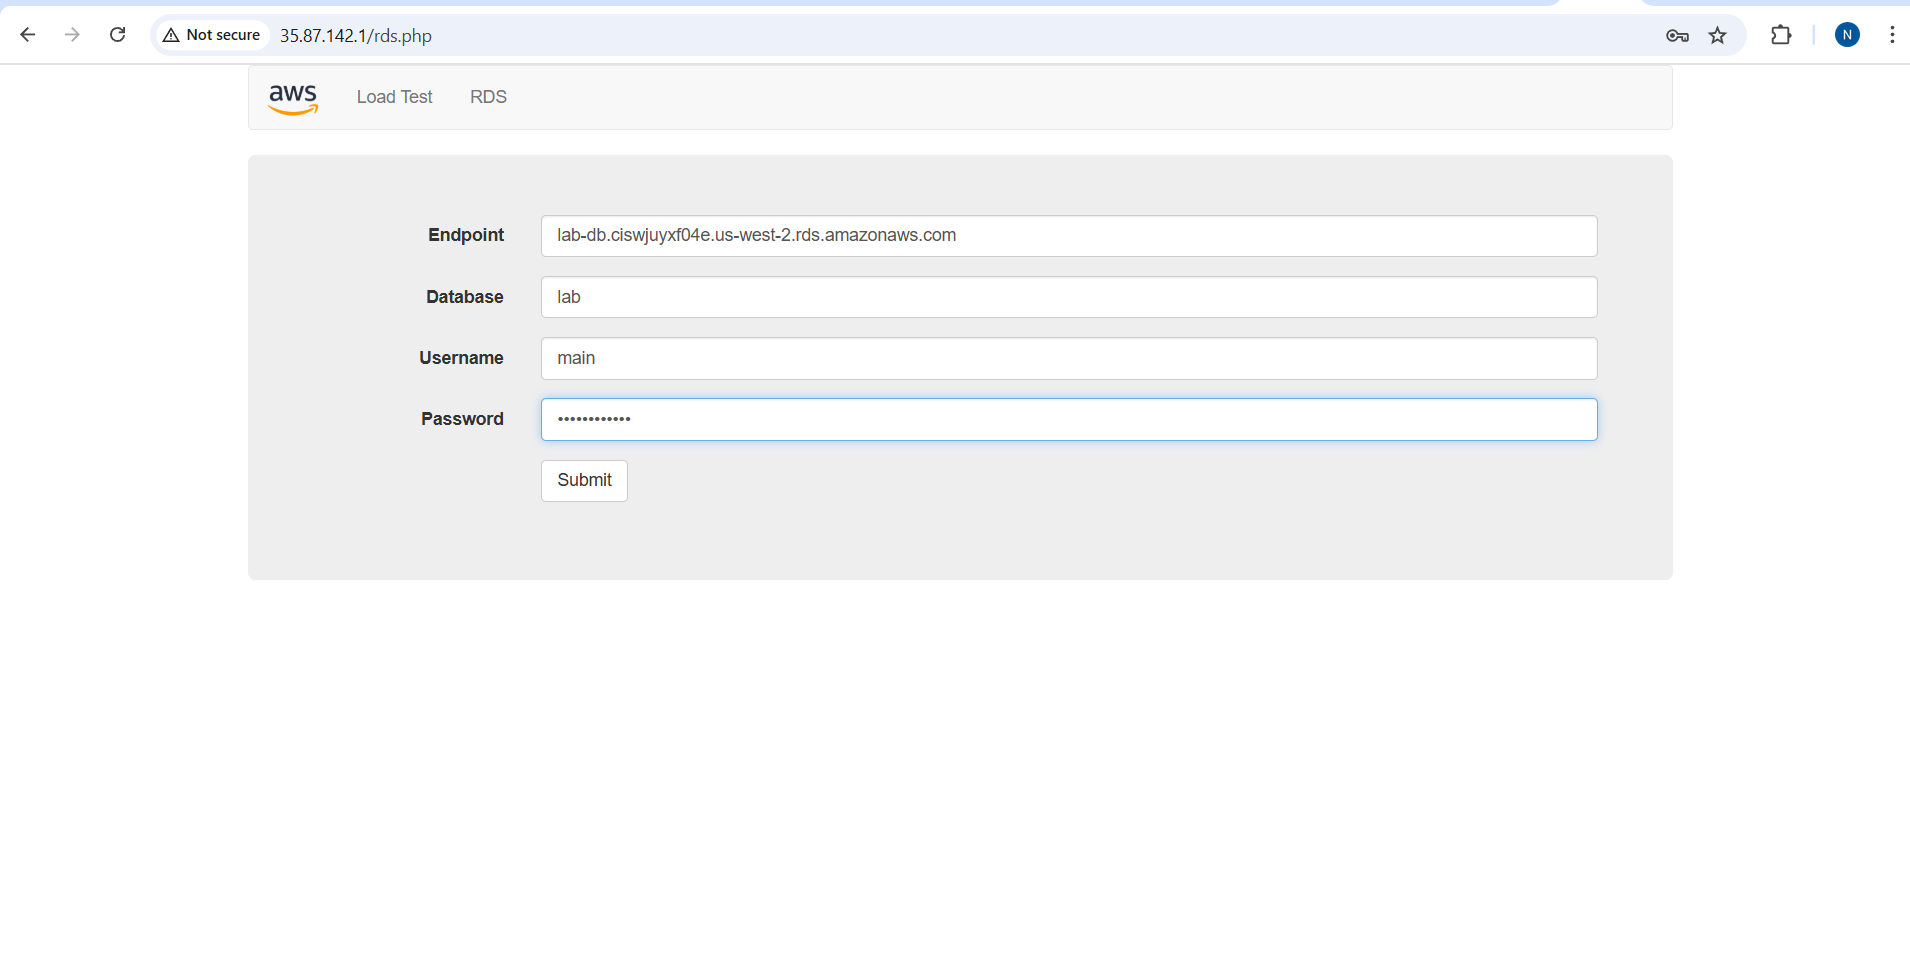 Not secure 35.87.142.1/rds.php N
aws Load Test RDS
Endpoint lab-db.ciswjuyxf04e.us-west-2.rds.amazonaws.com
Database lab
Username main
Password ••••••••••••
Submit